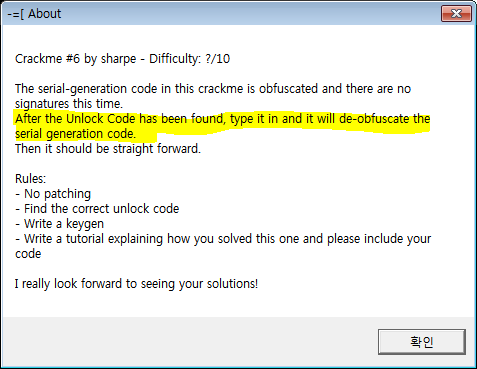 -=[ About
Crackme #6 by sharpe - Difficulty: ?/10
The serial-generation code in this crackme is obfuscated and there are no
signatures this time.
After the Unlock Code has been found, type it in and it will de-obfuscate the
serial generation code.
Then it should be straight forward.
Rules:
- No patching
- Find the correct unlock code
- Write a keygen
- Write a tutorial explaining how you solved this one and please include your
code
I really look forward to seeing your solutions!
확인